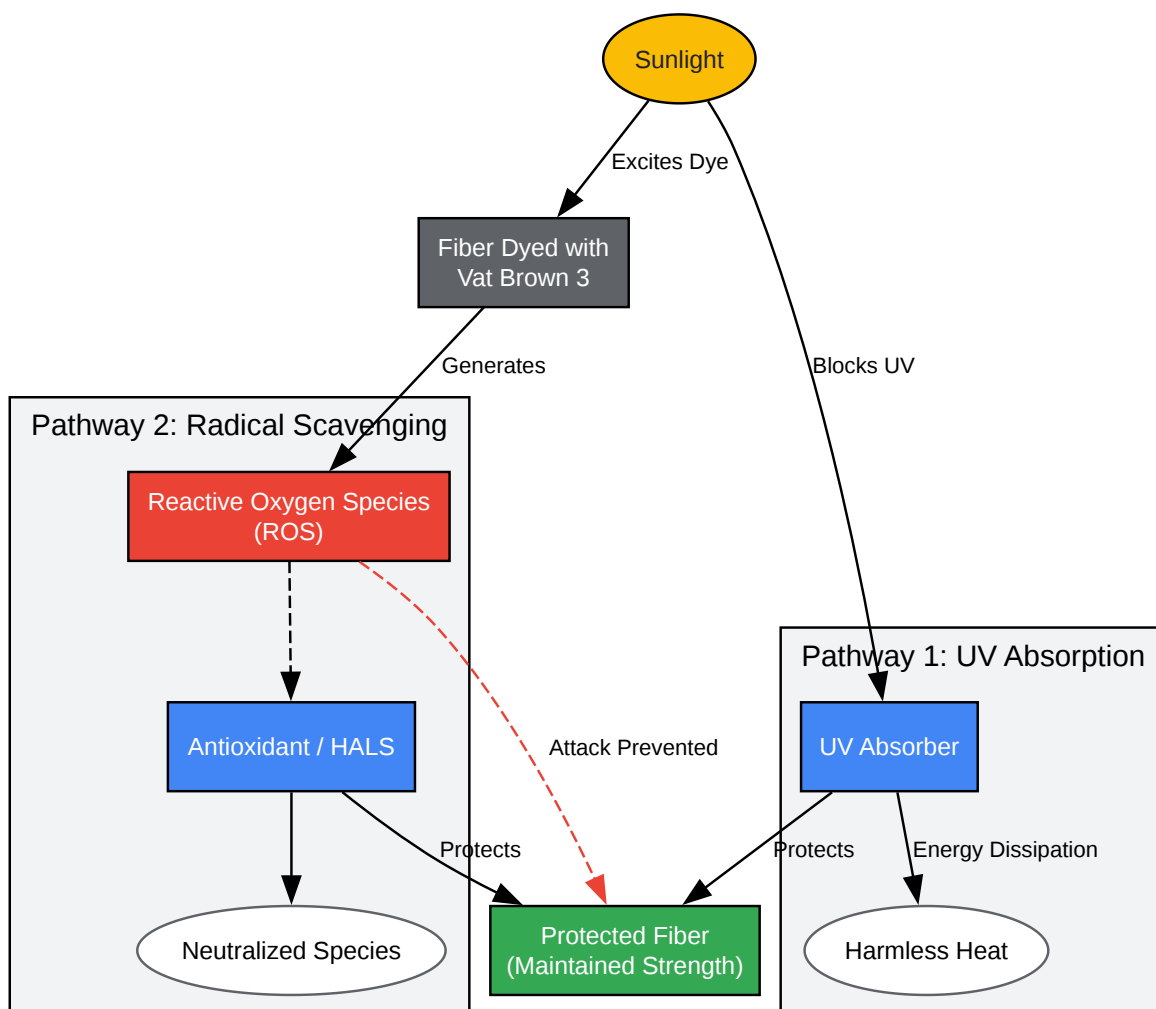 Sunlight
Excites Dye
Fiber Dyed with
Vat Brown 3
Generates
Blocks UV
Pathway 2: Radical Scavenging
Reactive Oxygen Species
(ROS)
Pathway 1: UV Absorption
Antioxidant / HALS
Attack Prevented
UV Absorber
Protects
Protects
Energy Dissipation
Neutralized Species
Protected Fiber
(Maintained Strength)
Harmless Heat